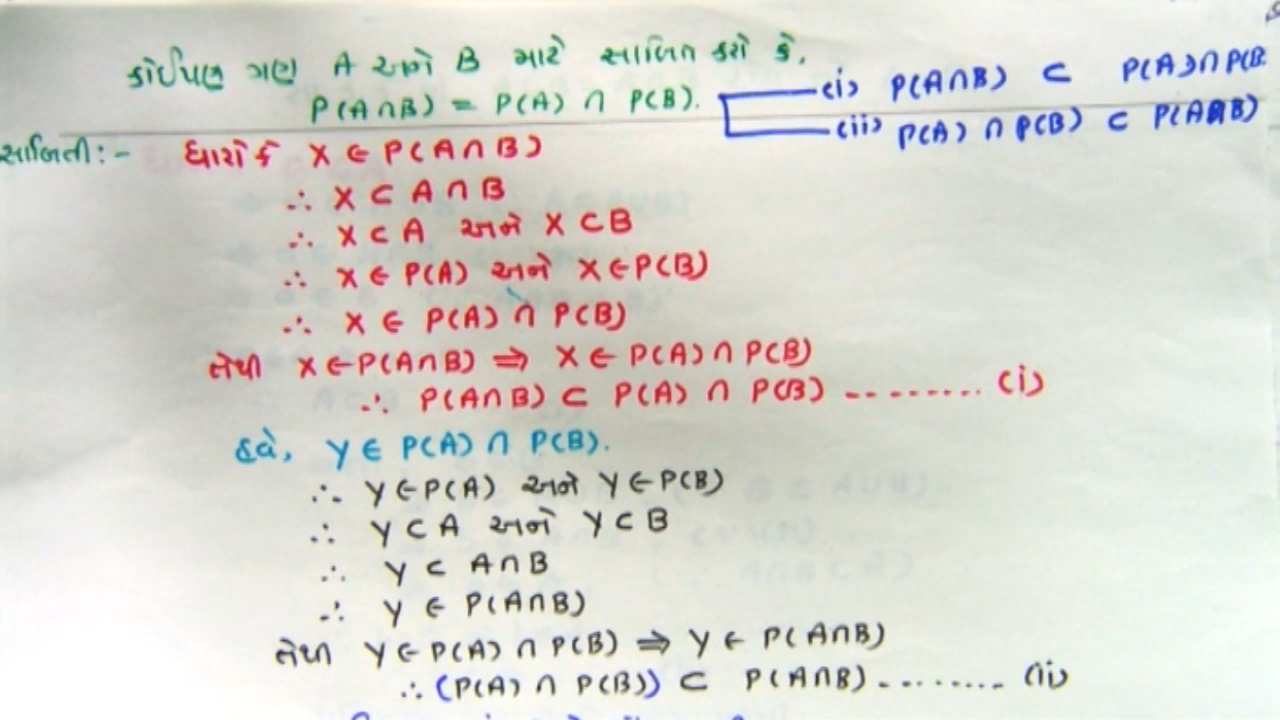 કોઈપણ ગણ A અને B માટે સાબિત કરો કે,
P(A∩B) = P(A) ∩ P(B).
(i) P(A∩B) ⊂ P(A)∩P(B
(ii) P(A) ∩ P(B) ⊂ P(A∩B)
સાબિતી:- ધારોકે X ∈ P(A∩B)
∴ X ⊂ A ∩ B
∴ X ⊂ A અને X ⊂ B
∴ X ∈ P(A) અને X ∈ P(B)
∴ X ∈ P(A) ∩ P(B)
તેથી X ∈ P(A∩B) ⇒ X ∈ P(A) ∩ P(B)
∴ P(A∩B) ⊂ P(A) ∩ P(B) --------- (i)
હવે, Y ∈ P(A) ∩ P(B).
∴ Y ∈ P(A) અને Y ∈ P(B)
∴ Y ⊂ A અને Y ⊂ B
∴ Y ⊂ A∩B
∴ Y ∈ P(A∩B)
તેથી Y ∈ P(A) ∩ P(B) ⇒ Y ∈ P(A∩B)
∴ (P(A) ∩ P(B)) ⊂ P(A∩B) -------- (ii)